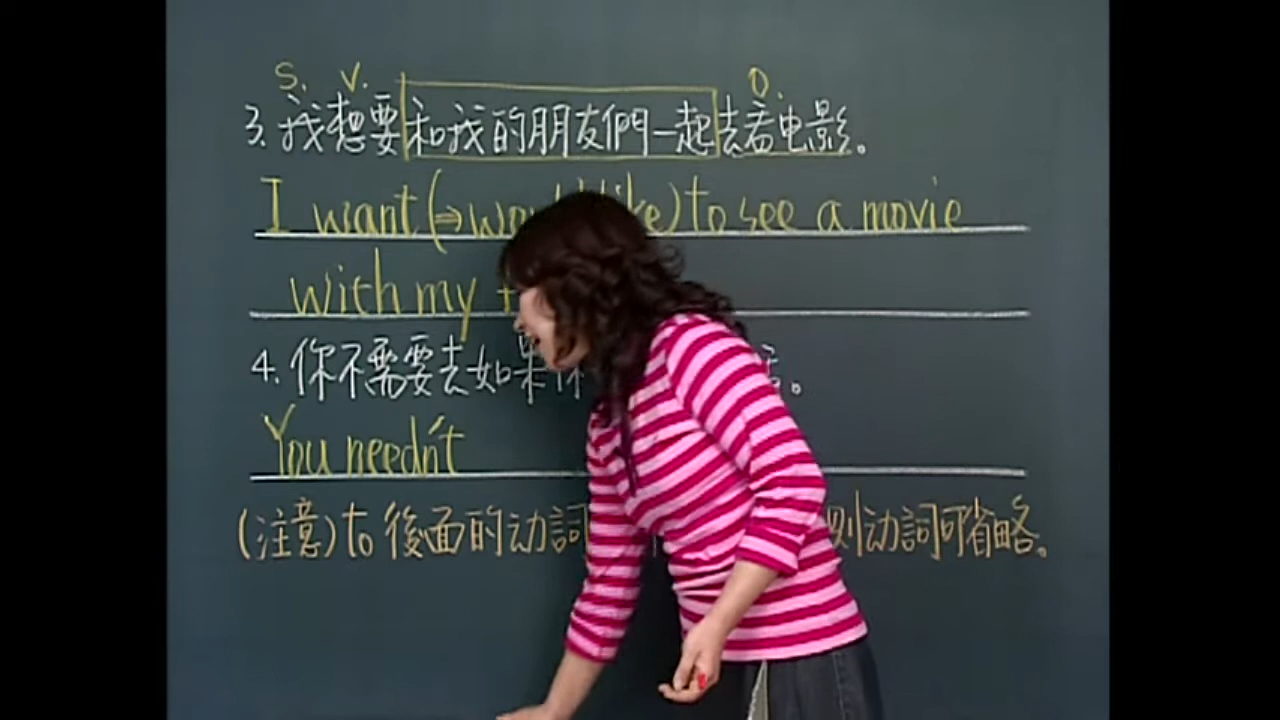 S. V. O.
3. 我想要和我的朋友們一起去看电影。
I want (⇒ would like) to see a movie
with my
4. 你不需要去如果你 。
You needn't
(注意) to 後面的动詞 则动詞可省略。